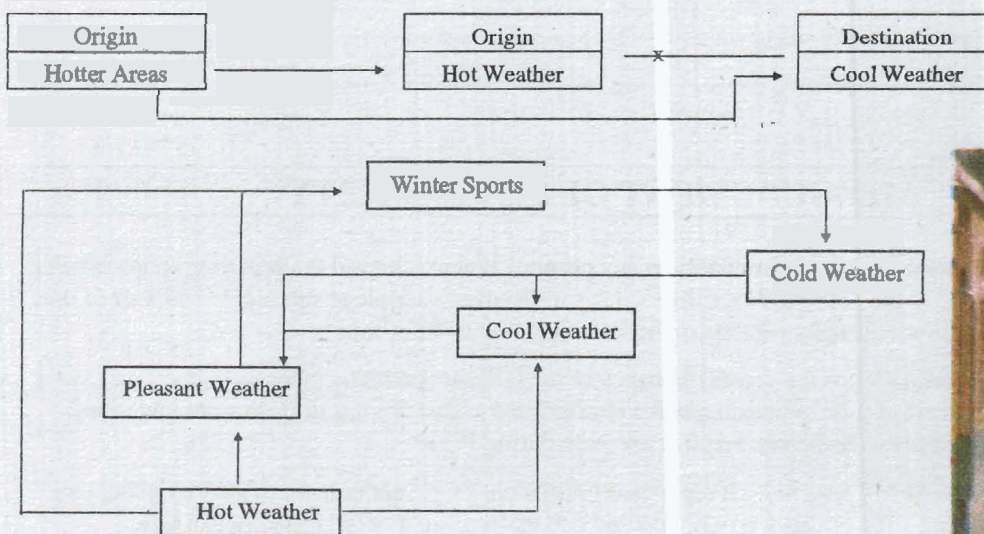 Origin
Hotter Areas
Origin
Hot Weather
x
Destination
Cool Weather
Winter Sports
Cold Weather
Cool Weather
Pleasant Weather
Hot Weather